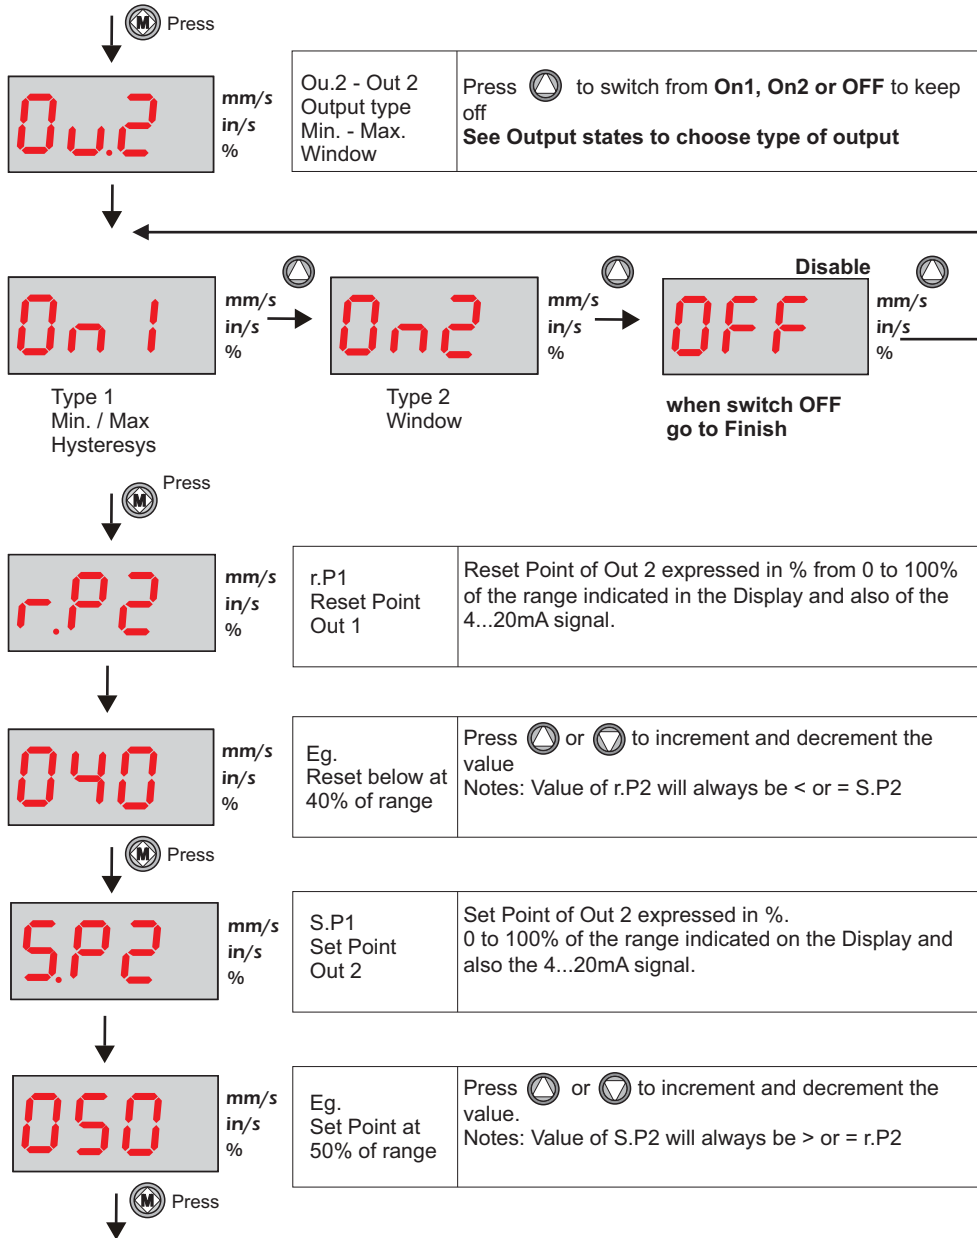 M Press
0u.2
mm/s
in/s
%
Ou.2 - Out 2
Output type
Min. - Max.
Window
Press to switch from On1, On2 or OFF to keep
off
See Output states to choose type of output
0n 1
mm/s
in/s
%
0n2
mm/s
in/s
%
Disable
0FF
mm/s
in/s
%
Type 1
Min. / Max
Hysteresys
Type 2
Window
when switch OFF
go to Finish
M Press
r.P2
mm/s
in/s
%
r.P1
Reset Point
Out 1
Reset Point of Out 2 expressed in % from 0 to 100%
of the range indicated in the Display and also of the
4...20mA signal.
040
mm/s
in/s
%
Eg.
Reset below at
40% of range
Press or to increment and decrement the
value
Notes: Value of r.P2 will always be < or = S.P2
M Press
S.P2
mm/s
in/s
%
S.P1
Set Point
Out 2
Set Point of Out 2 expressed in %.
0 to 100% of the range indicated on the Display and
also the 4...20mA signal.
050
mm/s
in/s
%
Eg.
Set Point at
50% of range
Press or to increment and decrement the
value.
Notes: Value of S.P2 will always be > or = r.P2
M Press